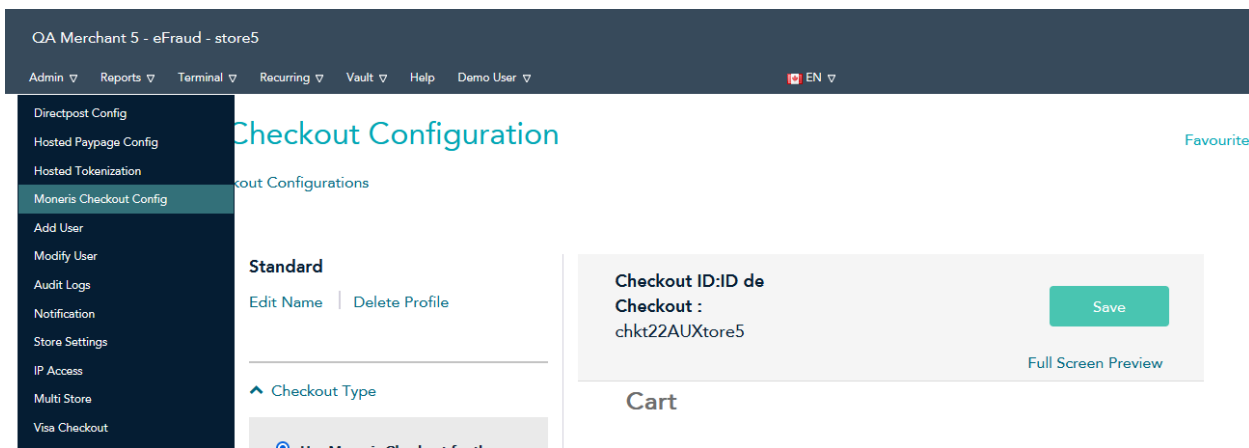 QA Merchant 5 - eFraud - store5
Admin Reports Terminal Recurring Vault Help Demo User EN
Directpost Config
Hosted Paypage Config
Hosted Tokenization
Moneris Checkout Config
Add User
Modify User
Audit Logs
Notification
Store Settings
IP Access
Multi Store
Visa Checkout
Checkout Configuration
Favourite
kout Configurations
Standard
Edit Name Delete Profile
Checkout Type
Checkout ID:ID de
Checkout :
chkt22AUXtore5
Save
Full Screen Preview
Cart